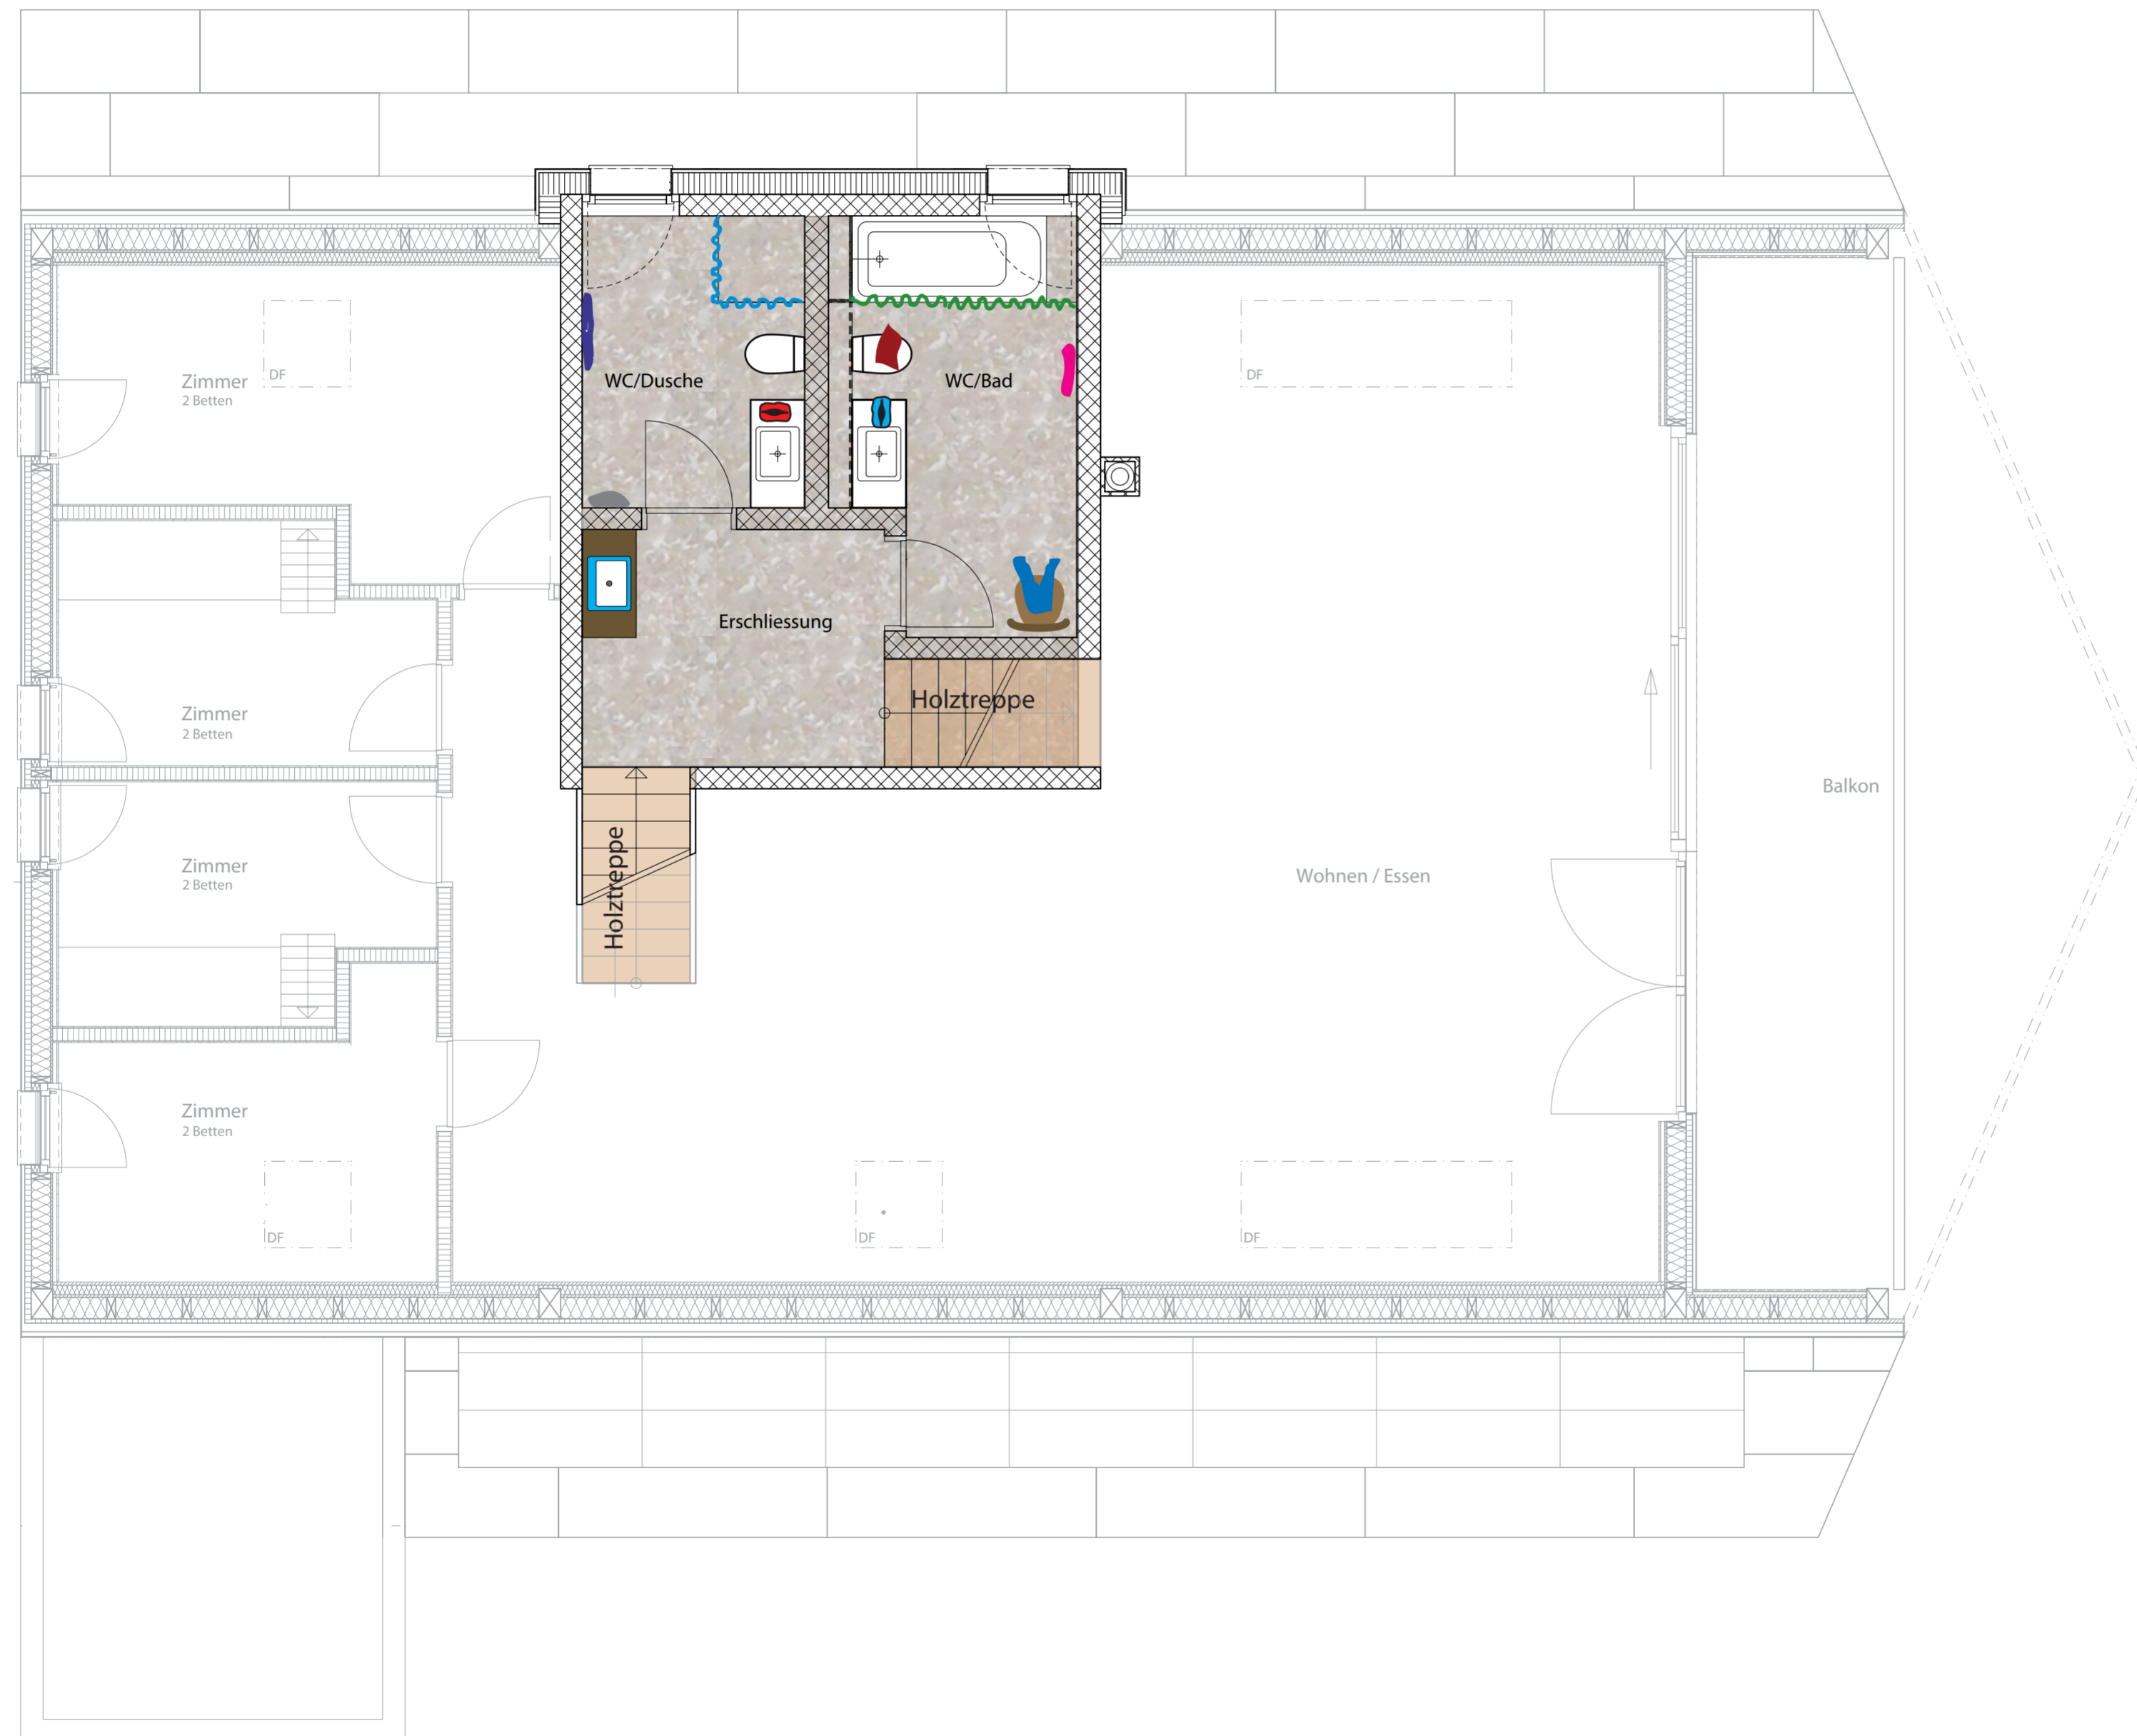 Zimmer
2 Betten
DF
WC/Dusche
WC/Bad
DF
Erschliessung
Holztreppe
Zimmer
2 Betten
Balkon
Zimmer
2 Betten
Holztreppe
Wohnen / Essen
Zimmer
2 Betten
DF
DF
DF